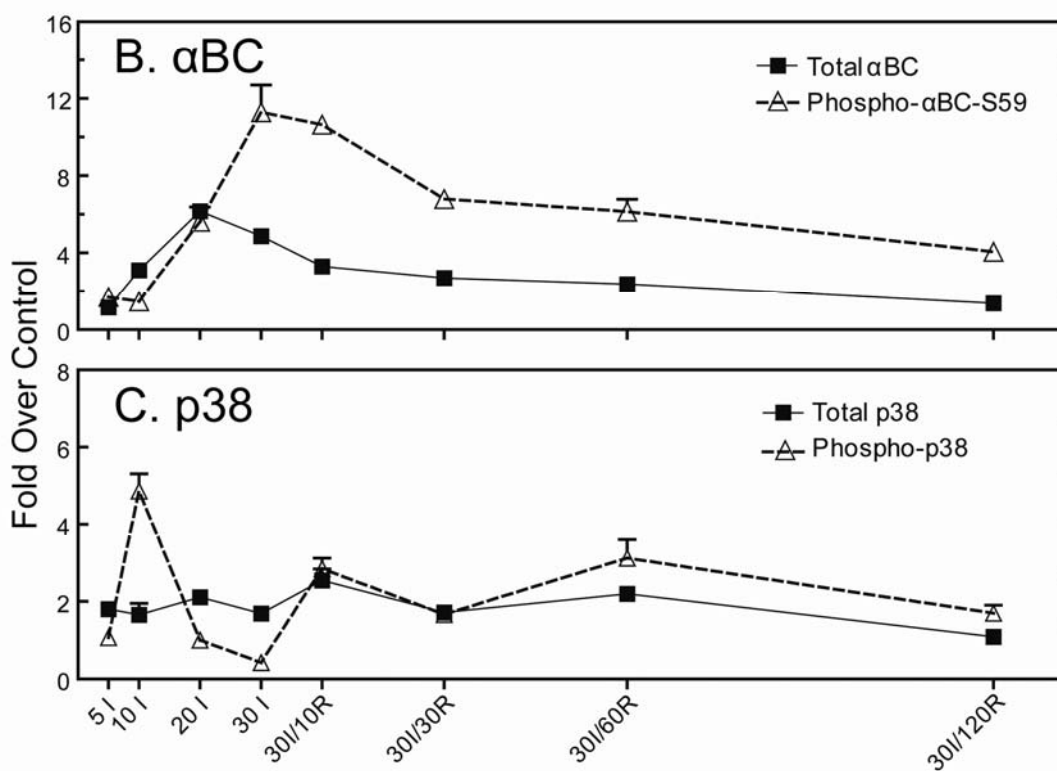 Fold Over Control
16
12
8
4
0
B. αBC
Total αBC
Phospho-αBC-S59
8
6
4
2
0
C. p38
Total p38
Phospho-p38
5 I
10 I
20 I
30 I
30I/10R
30I/30R
30I/60R
30I/120R